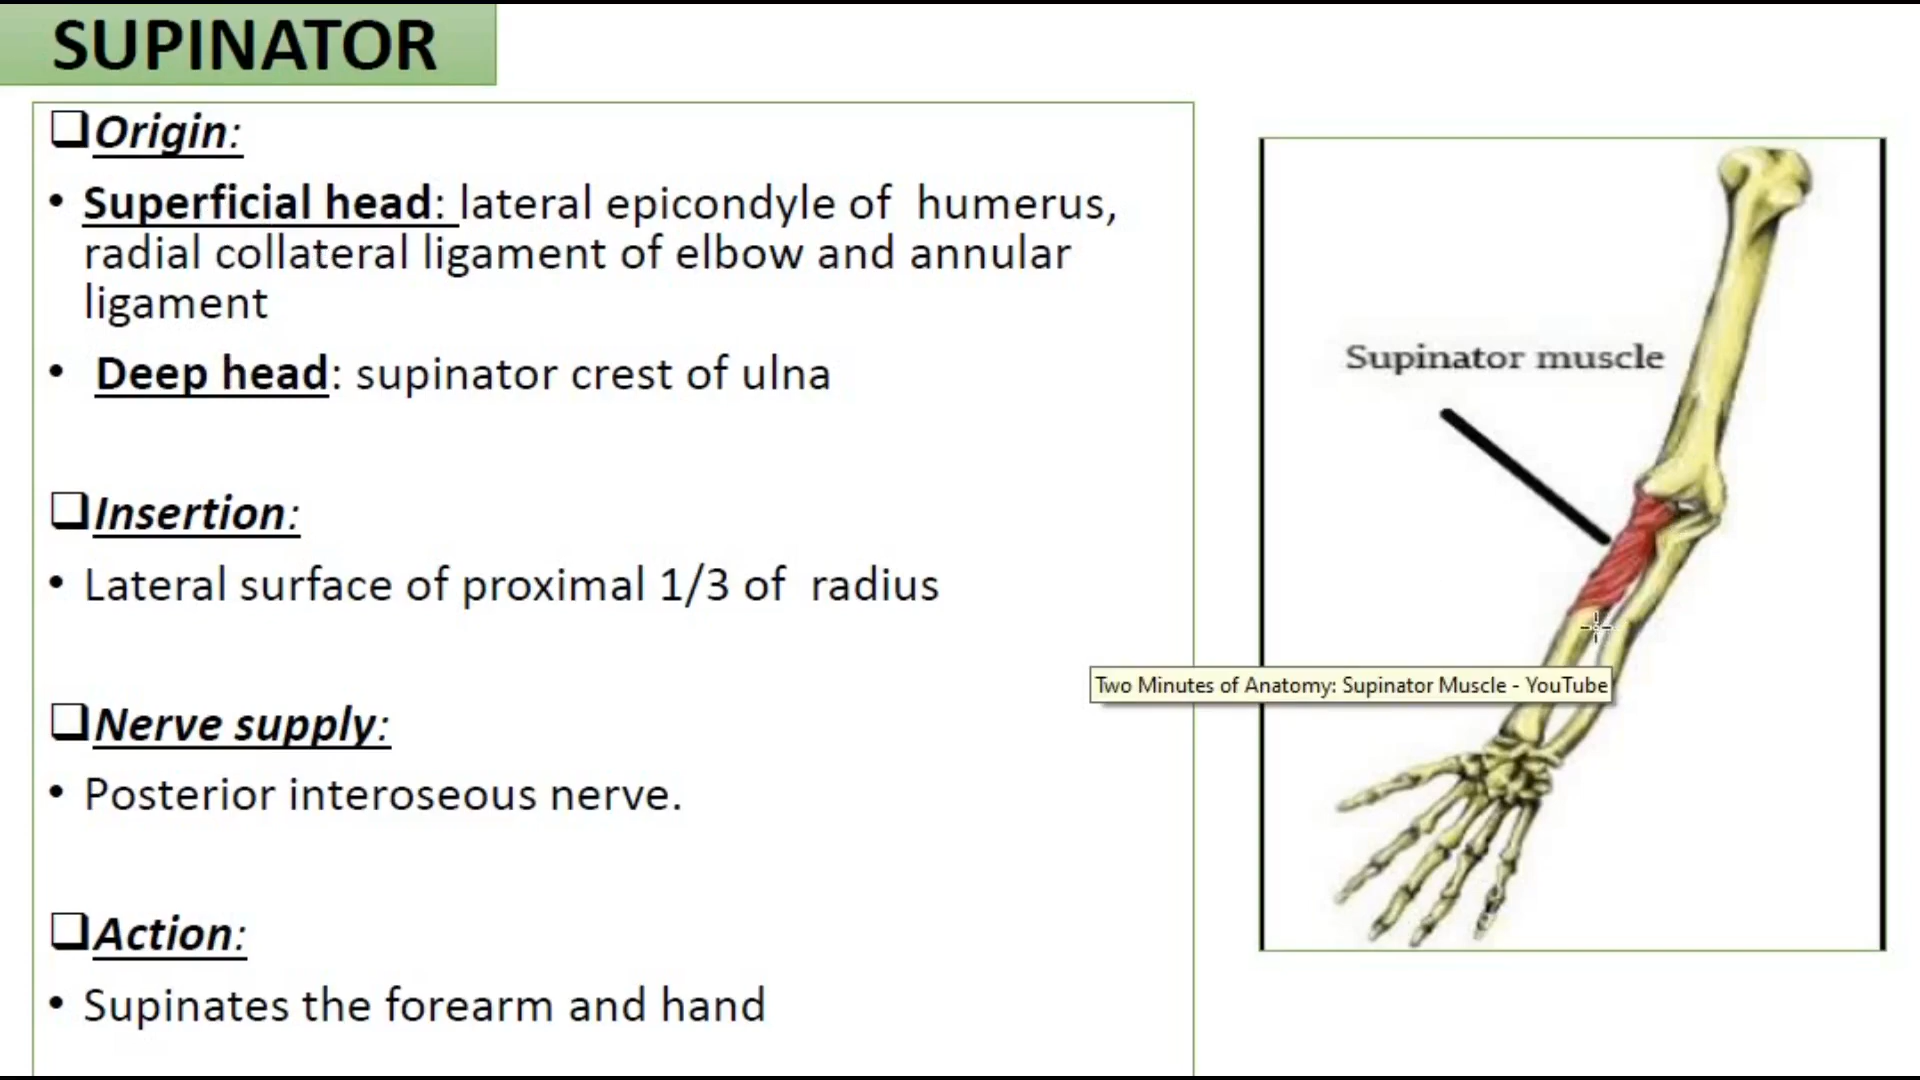 SUPINATOR
Origin:
• Superficial head: lateral epicondyle of humerus,
radial collateral ligament of elbow and annular
ligament
• Deep head: supinator crest of ulna
Insertion:
• Lateral surface of proximal 1/3 of radius
Nerve supply:
• Posterior interoseous nerve.
Action:
• Supinates the forearm and hand
Supinator muscle
Two Minutes of Anatomy: Supinator Muscle - YouTube